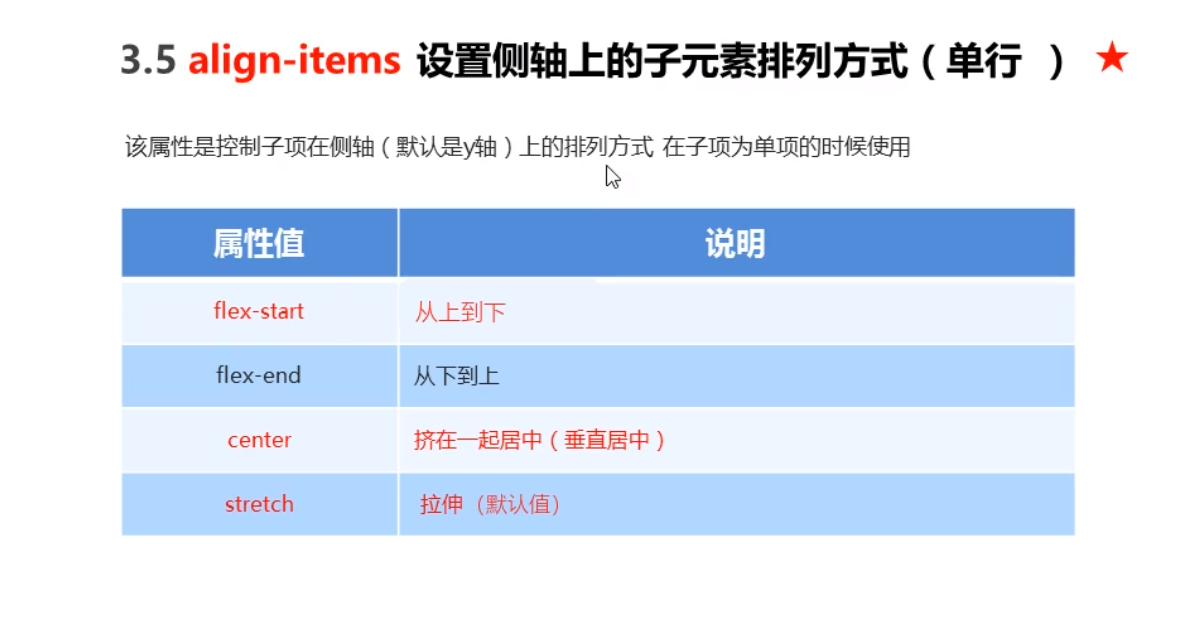 3.5 align-items 设置侧轴上的子元素排列方式（单行 ）
该属性是控制子项在侧轴（默认是y轴）上的排列方式 在子项为单项的时候使用
属性值 说明
flex-start 从上到下
flex-end 从下到上
center 挤在一起居中（垂直居中）
stretch 拉伸（默认值）